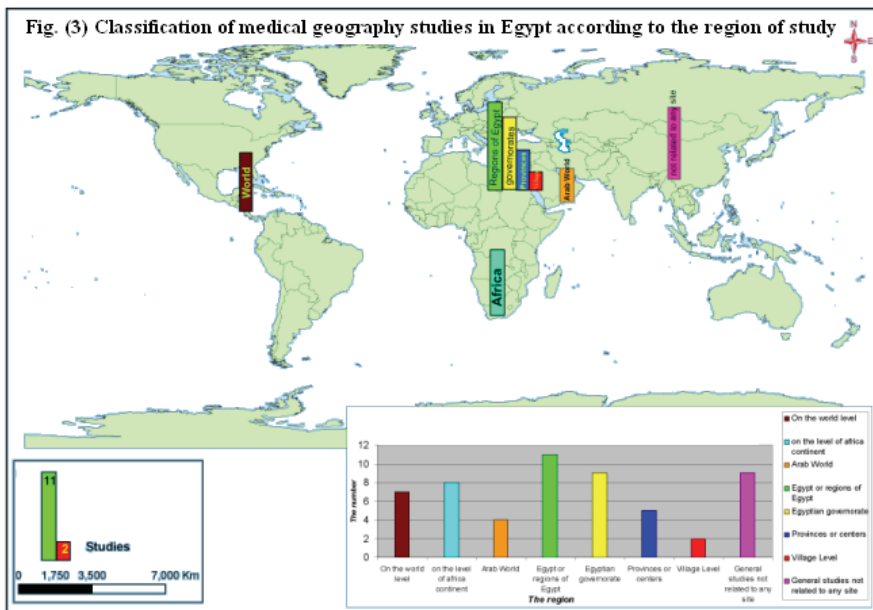 Fig. (3) Classification of medical geography studies in Egypt according to the region of study
N
E
S
World
Regions of Egypt
governorates
Provinces
Arab World
not related to any site
Africa
11
2
Studies
0 1,750 3,500 7,000 Km
The number
12
10
8
6
4
2
0
On the world level
on the level of africa continent
Arab World
Egypt or regions of Egypt
Egyptian governorate
Provinces or centers
Village Level
General studies not related to any site
The region
On the world level
on the level of africa continent
Arab World
Egypt or regions of Egypt
Egyptian governorate
Provinces or centers
Village Level
General studies not related to any site